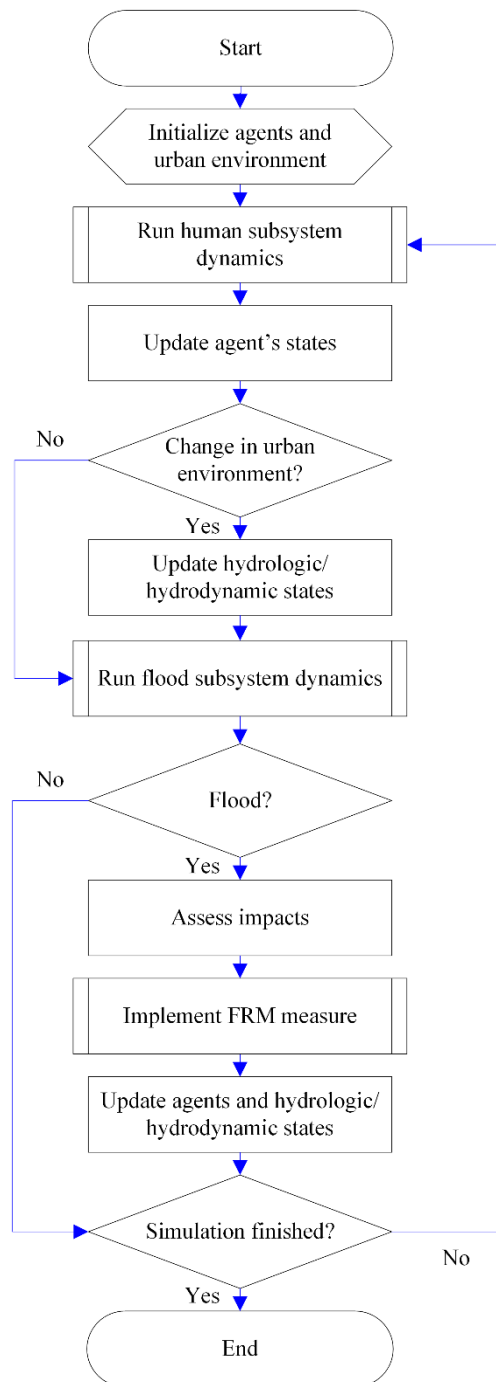 Start
Initialize agents and
urban environment
Run human subsystem
dynamics
Update agent’s states
No
Change in urban
environment?
Yes
Update hydrologic/
hydrodynamic states
Run flood subsystem dynamics
No
Flood?
Yes
Assess impacts
Implement FRM measure
Update agents and hydrologic/
hydrodynamic states
Simulation finished?
No
Yes
End